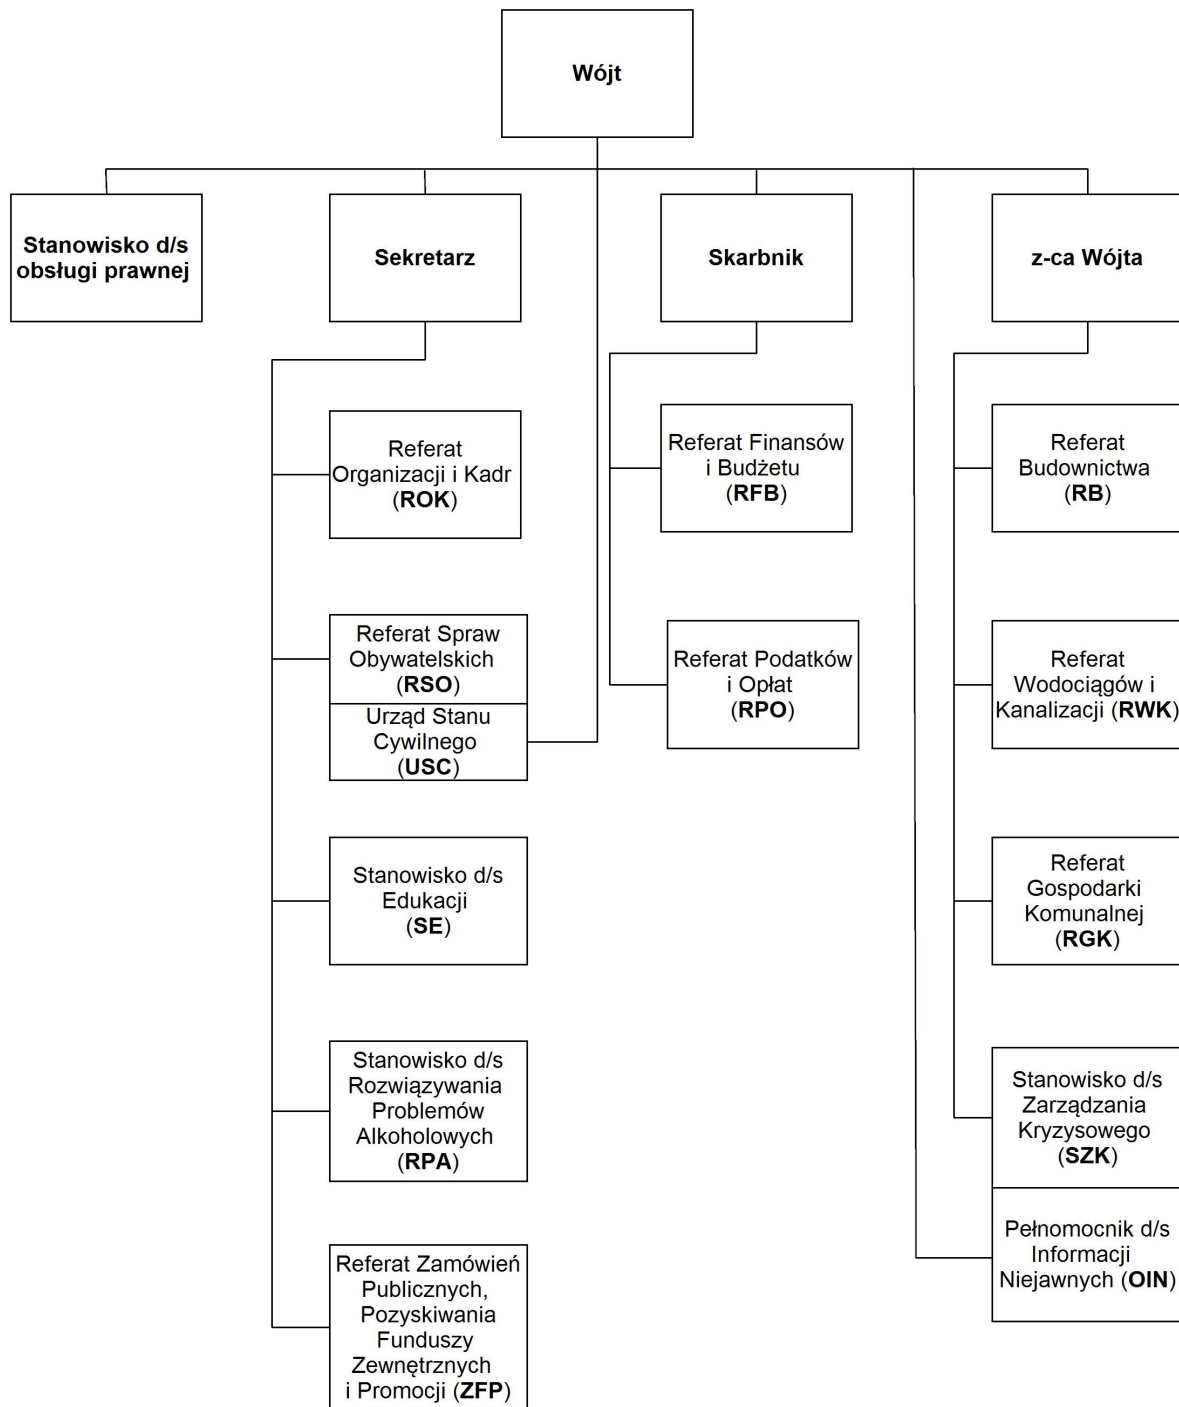 Wójt
Stanowisko d/s
obsługi prawnej
Sekretarz
Skarbnik
z-ca Wójta
Referat
Organizacji i Kadr
(ROK)
Referat Finansów
i Budżetu
(RFB)
Referat
Budownictwa
(RB)
Referat Spraw
Obywatelskich
(RSO)
Urząd Stanu
Cywilnego
(USC)
Referat Podatków
i Opłat
(RPO)
Referat
Wodociągów i
Kanalizacji (RWK)
Stanowisko d/s
Edukacji
(SE)
Referat
Gospodarki
Komunalnej
(RGK)
Stanowisko d/s
Rozwiązywania
Problemów
Alkoholowych
(RPA)
Stanowisko d/s
Zarządzania
Kryzysowego
(SZK)
Pełnomocnik d/s
Informacji
Niejawnych (OIN)
Referat Zamówień
Publicznych,
Pozyskiwania
Funduszy
Zewnętrznych
i Promocji (ZFP)